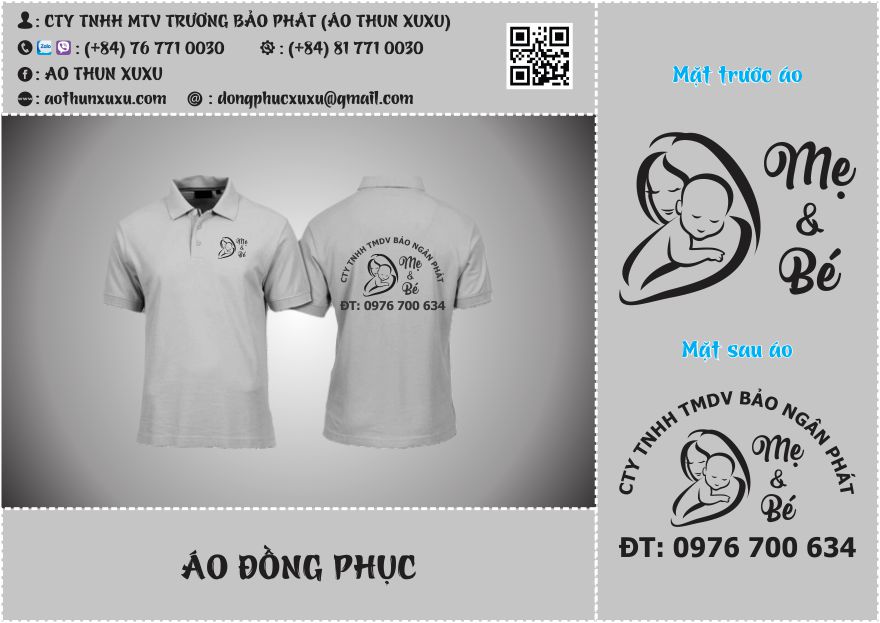 : CTY TNHH MTV TRƯƠNG BẢO PHÁT (ÁO THUN XUXU)
Zalo : (+84) 76 771 0030 : (+84) 81 771 0030
: AO THUN XUXU
www : aothunxuxu.com @ : dongphucxuxu@gmail.com
Mẹ
&
Bé
CTY TNHH TMDV BẢO NGÂN PHÁT
Mẹ
&
Bé
ĐT: 0976 700 634
ÁO ĐỒNG PHỤC
Mặt trước áo
Mẹ
&
Bé
Mặt sau áo
CTY TNHH TMDV BẢO NGÂN PHÁT
Mẹ
&
Bé
ĐT: 0976 700 634